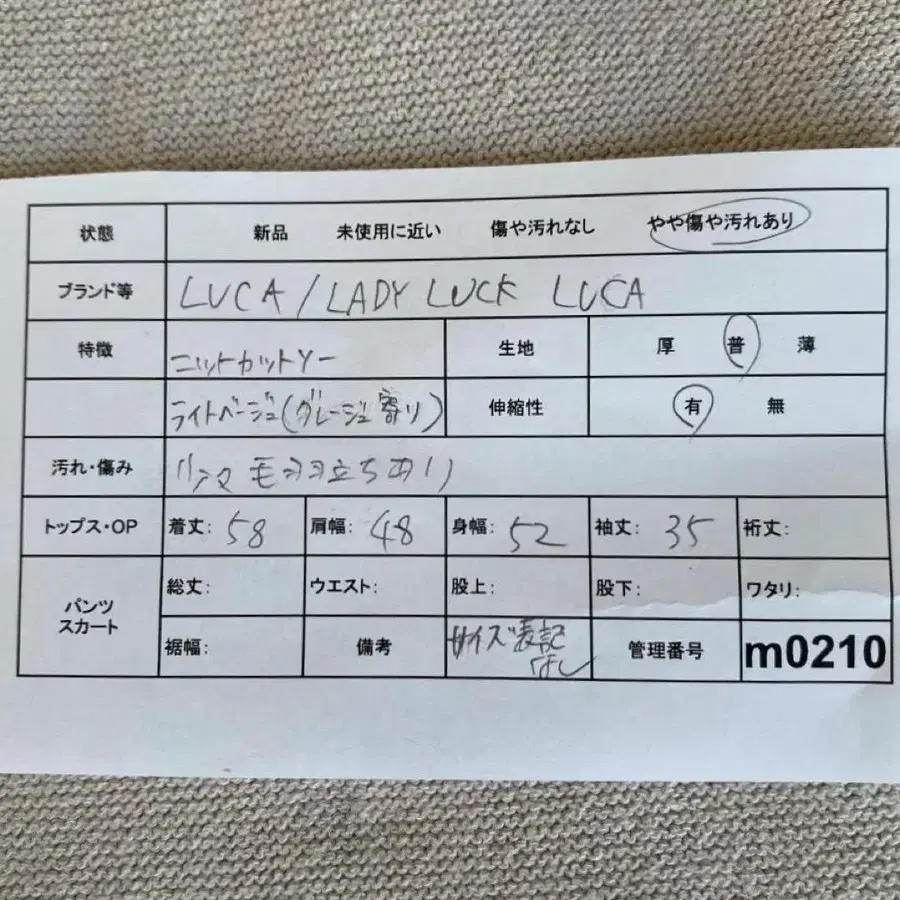 状態 新品 未使用に近い 傷や汚れなし やや傷や汚れあり
ブランド等 LUCA/LADY LUCK LUCA
特徴 ニットカットソー 生地 厚 普 薄
ライトベージュ(グレージュ寄り) 伸縮性 有 無
汚れ・傷み 毛羽立ちあり
トップス・OP 着丈: 58 肩幅: 48 身幅: 52 袖丈: 35 裄丈:
パンツ 総丈: ウエスト: 股上: 股下: ワタリ:
スカート
裾幅: 備考 サイズ表記 管理番号 m0210
なし